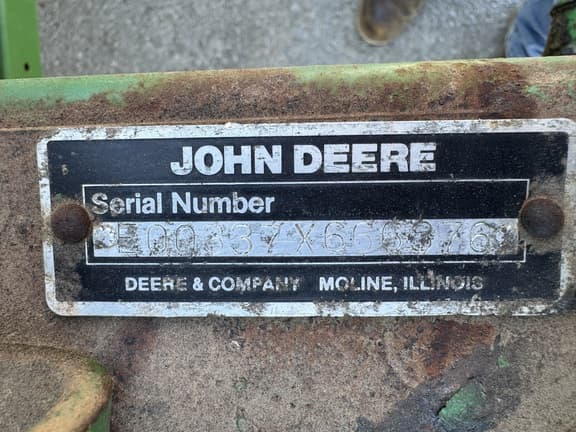 JOHN DEERE
Serial Number
DEERE & COMPANY MOLINE, ILLINOIS